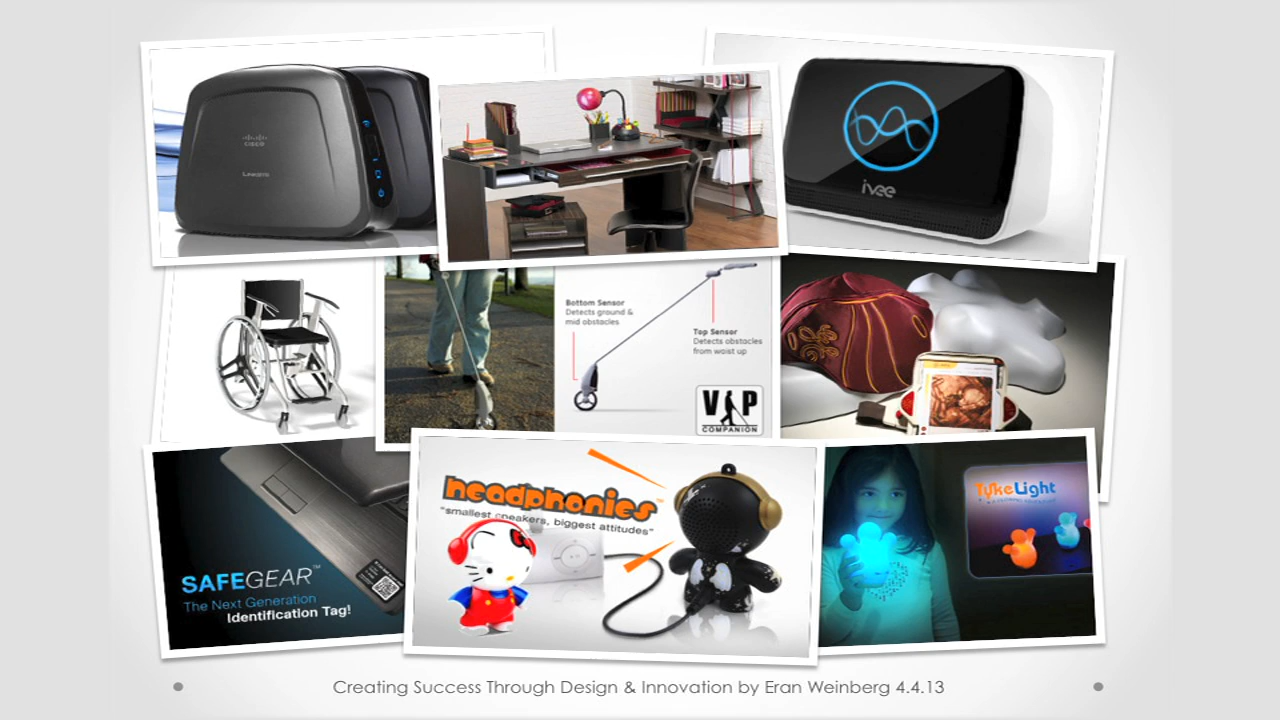 cisco
Linksys
ivee
Bottom Sensor
Detects ground &
mid obstacles
Top Sensor
Detects obstacles
from waist up
VIP
COMPANION
SAFEGEAR™
The Next Generation
Identification Tag!
headphonies™
"smallest speakers, biggest attitudes"
TykeLight
Creating Success Through Design & Innovation by Eran Weinberg 4.4.13